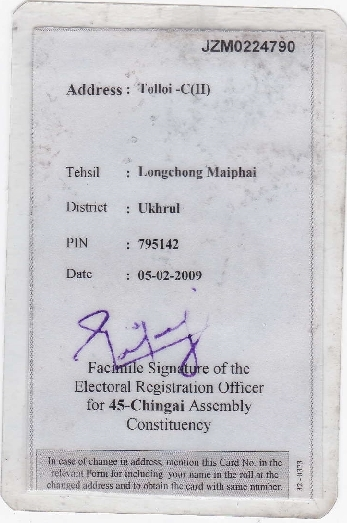 JZM0224790
Address : Tolloi -C(II)
Tehsil : Longchong Maiphai
District : Ukhrul
PIN : 795142
Date : 05-02-2009
Facsimile Signature of the
Electoral Registration Officer
for 45-Chingai Assembly
Constituency
In case of change in address, mention this Card No. in the
relevant Form for including your name in the roll at the
changed address and to obtain the card with same number.